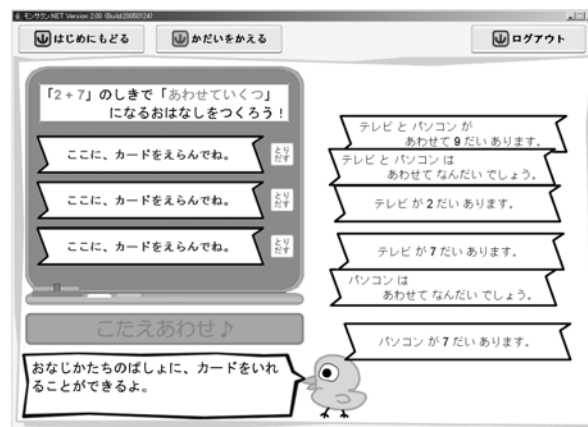 モンサクン.NET Version 2.00 (Build20050124)
はじめにもどる
かだいをかえる
ログアウト
「2＋7」のしきで「あわせていくつ」
になるおはなしをつくろう！
ここに、カードをえらんでね。
とり
だす
ここに、カードをえらんでね。
とり
だす
ここに、カードをえらんでね。
とり
だす
こたえあわせ♪
おなじかたちのばしょに、カードをいれ
ることができるよ。
テレビ と パソコン が
あわせて 9 だい あります。
テレビ と パソコン は
あわせて なんだい でしょう。
テレビ が 2 だい あります。
テレビ が 7 だい あります。
パソコン は
あわせて なんだい でしょう。
パソコン が 7 だい あります。